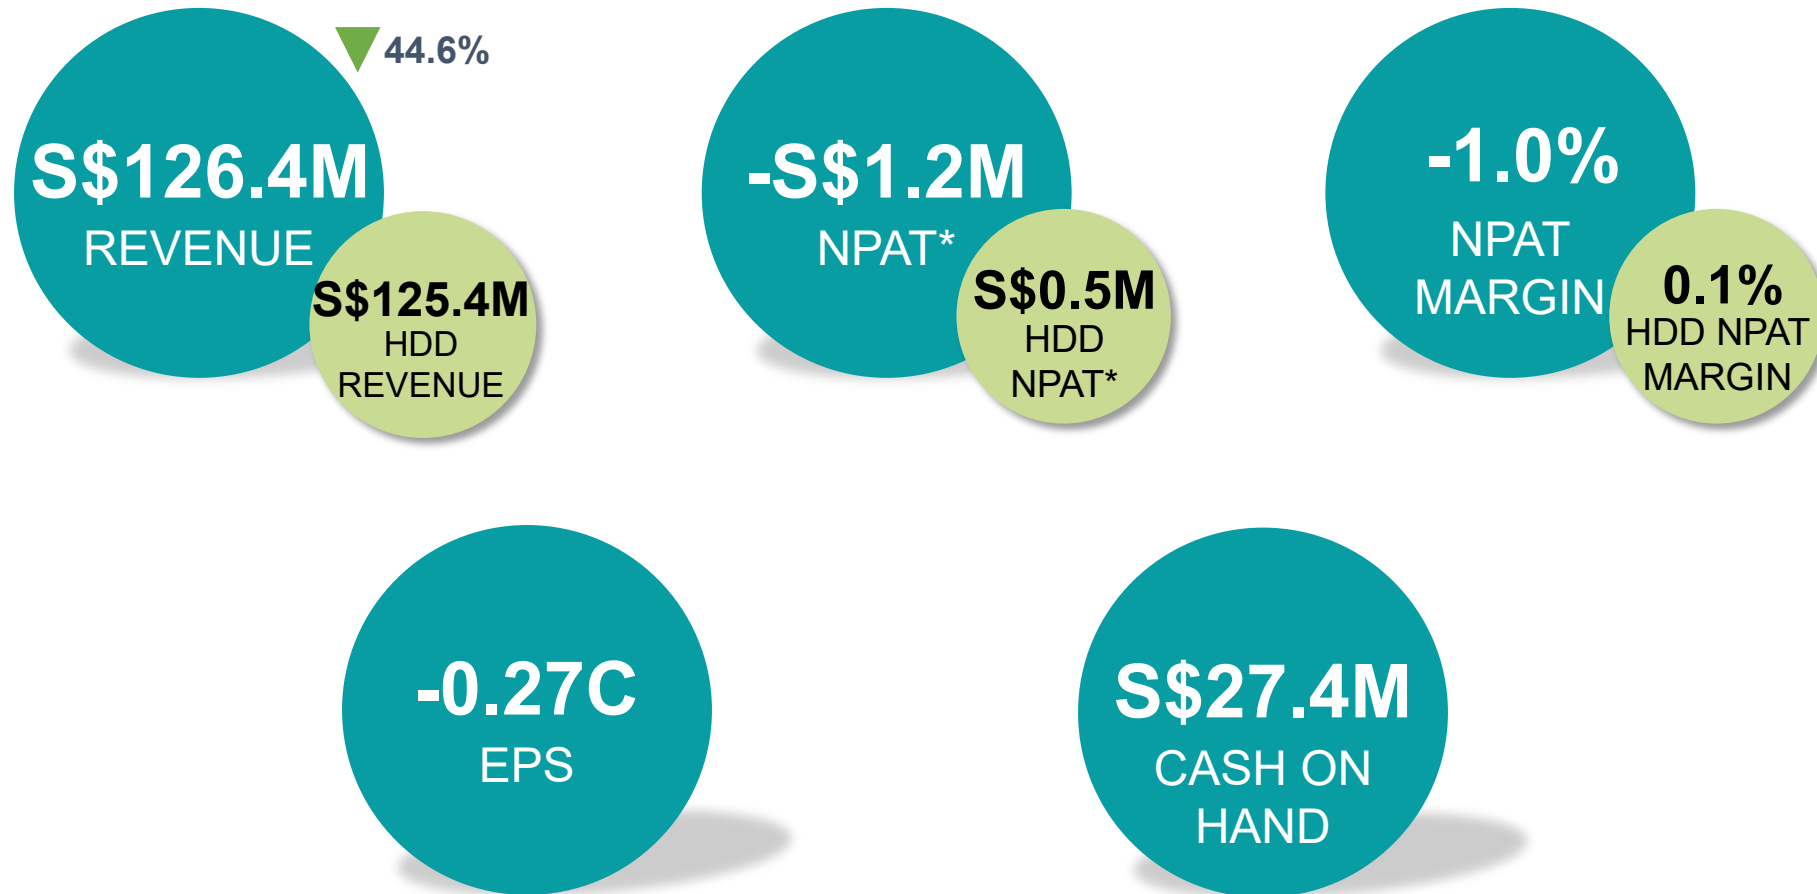 44.6%
S$126.4M
REVENUE
S$125.4M
HDD
REVENUE
-S$1.2M
NPAT*
S$0.5M
HDD
NPAT*
-1.0%
NPAT
MARGIN
0.1%
HDD NPAT
MARGIN
-0.27C
EPS
S$27.4M
CASH ON
HAND